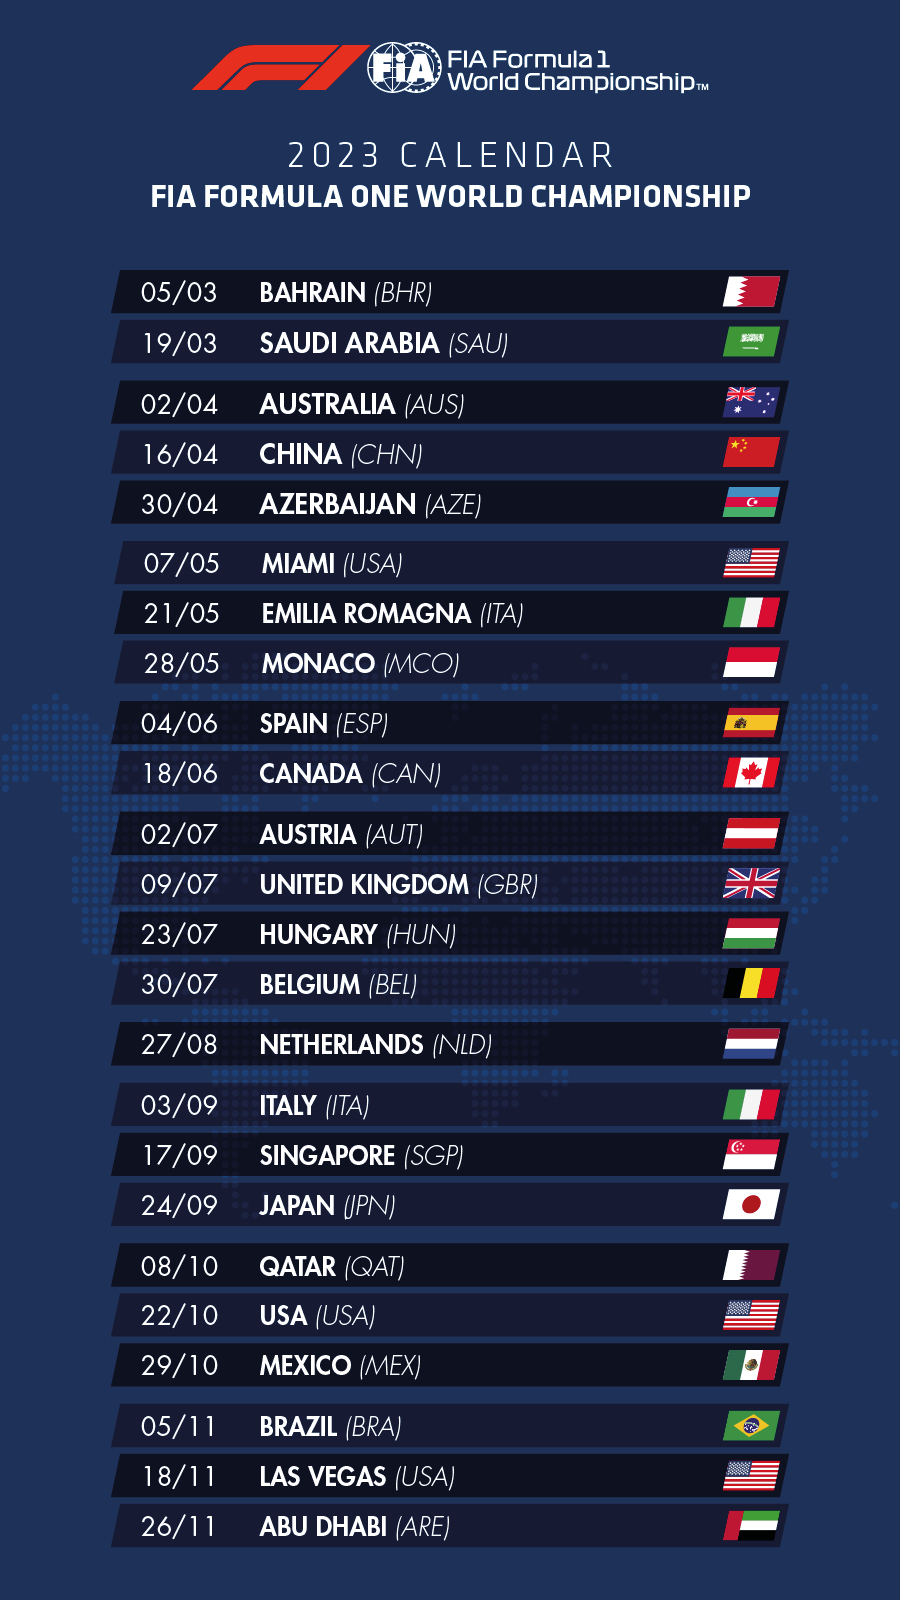 F1 FIA FIA Formula 1
World Championship™
2023 CALENDAR
FIA FORMULA ONE WORLD CHAMPIONSHIP
05/03 BAHRAIN (BHR)
19/03 SAUDI ARABIA (SAU)
02/04 AUSTRALIA (AUS)
16/04 CHINA (CHN)
30/04 AZERBAIJAN (AZE)
07/05 MIAMI (USA)
21/05 EMILIA ROMAGNA (ITA)
28/05 MONACO (MCO)
04/06 SPAIN (ESP)
18/06 CANADA (CAN)
02/07 AUSTRIA (AUT)
09/07 UNITED KINGDOM (GBR)
23/07 HUNGARY (HUN)
30/07 BELGIUM (BEL)
27/08 NETHERLANDS (NLD)
03/09 ITALY (ITA)
17/09 SINGAPORE (SGP)
24/09 JAPAN (JPN)
08/10 QATAR (QAT)
22/10 USA (USA)
29/10 MEXICO (MEX)
05/11 BRAZIL (BRA)
18/11 LAS VEGAS (USA)
26/11 ABU DHABI (ARE)